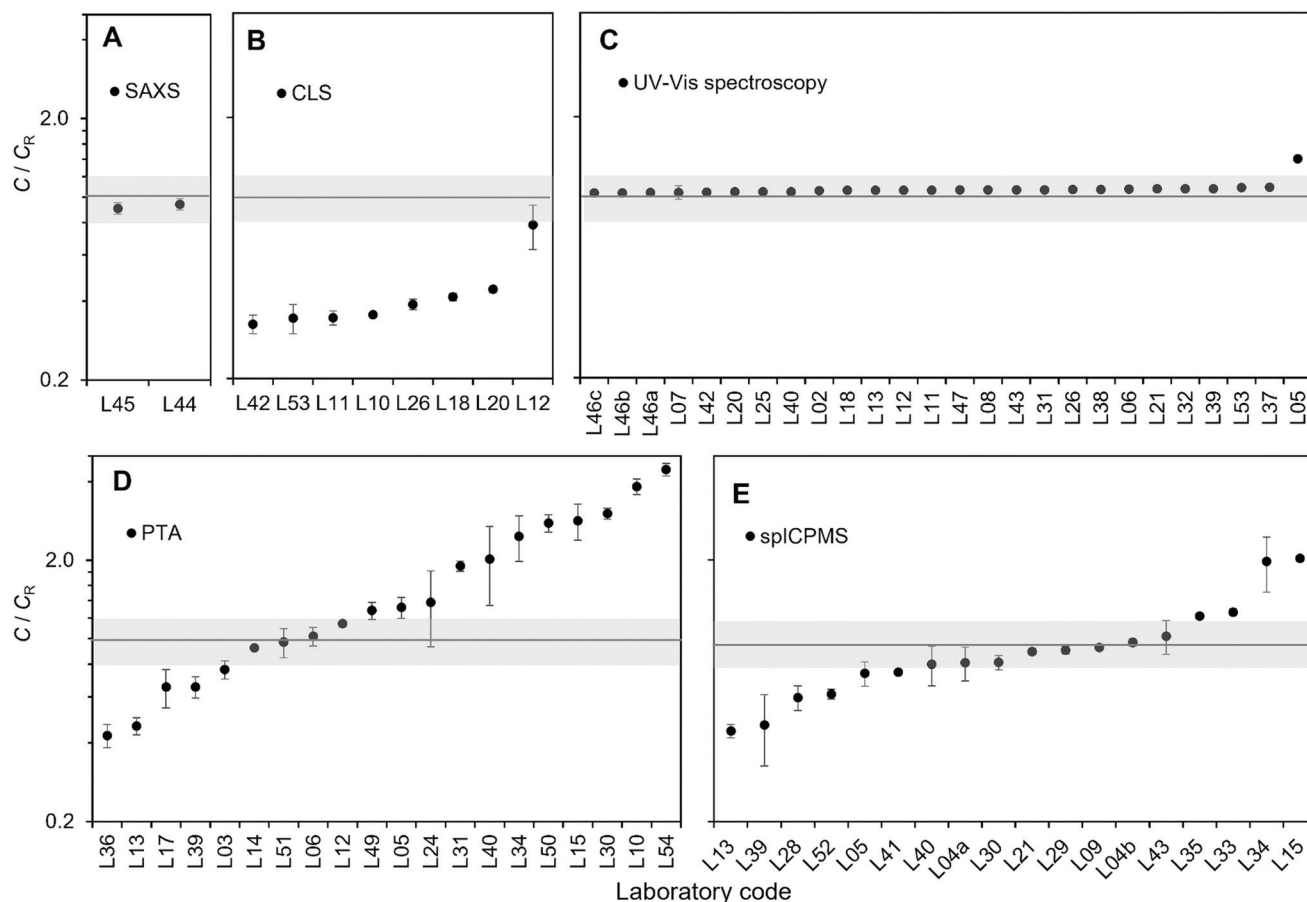 A
SAXS
B
CLS
C
UV-Vis spectroscopy
C / C_R
2.0
0.2
L45 L44
L42 L53 L11 L10 L26 L18 L20 L12
L46c L46b L46a L07 L42 L20 L25 L40 L02 L18 L13 L12 L11 L47 L08 L43 L31 L26 L38 L06 L21 L32 L39 L53 L37 L05
D
PTA
E
spICPMS
C / C_R
2.0
0.2
L36 L13 L17 L39 L03 L14 L51 L06 L12 L49 L05 L24 L31 L40 L34 L50 L15 L30 L10 L54
L13 L39 L28 L52 L05 L41 L40 L04a L30 L21 L29 L09 L04b L43 L35 L33 L34 L15
Laboratory code